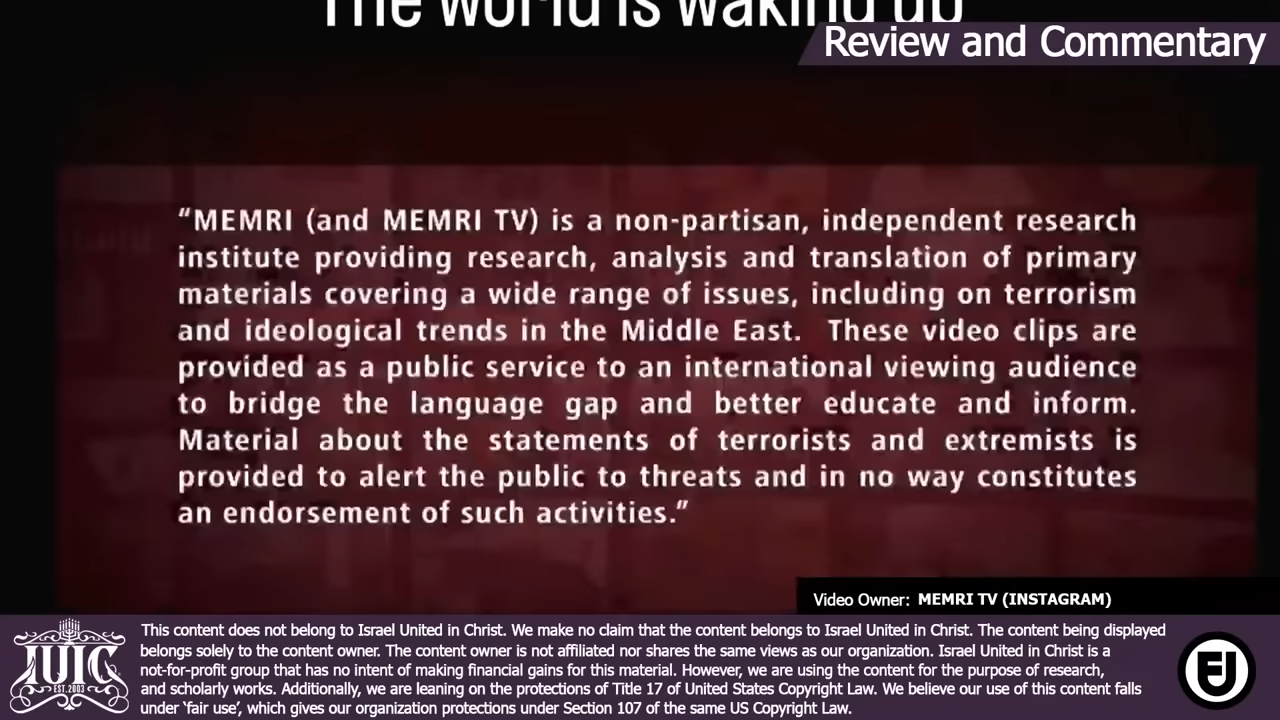 The world is waking up
Review and Commentary
“MEMRI (and MEMRI TV) is a non-partisan, independent research
institute providing research, analysis and translation of primary
materials covering a wide range of issues, including on terrorism
and ideological trends in the Middle East. These video clips are
provided as a public service to an international viewing audience
to bridge the language gap and better educate and inform.
Material about the statements of terrorists and extremists is
provided to alert the public to threats and in no way constitutes
an endorsement of such activities.”
Video Owner: MEMRI TV (INSTAGRAM)
This content does not belong to Israel United in Christ. We make no claim that the content belongs to Israel United in Christ. The content being displayed
belongs solely to the content owner. The content owner is not affiliated nor shares the same views as our organization. Israel United in Christ is a
not-for-profit group that has no intent of making financial gains for this material. However, we are using the content for the purpose of research,
and scholarly works. Additionally, we are leaning on the protections of Title 17 of United States Copyright Law. We believe our use of this content falls
under ‘fair use’, which gives our organization protections under Section 107 of the same US Copyright Law.
IUIC
EST. 2003